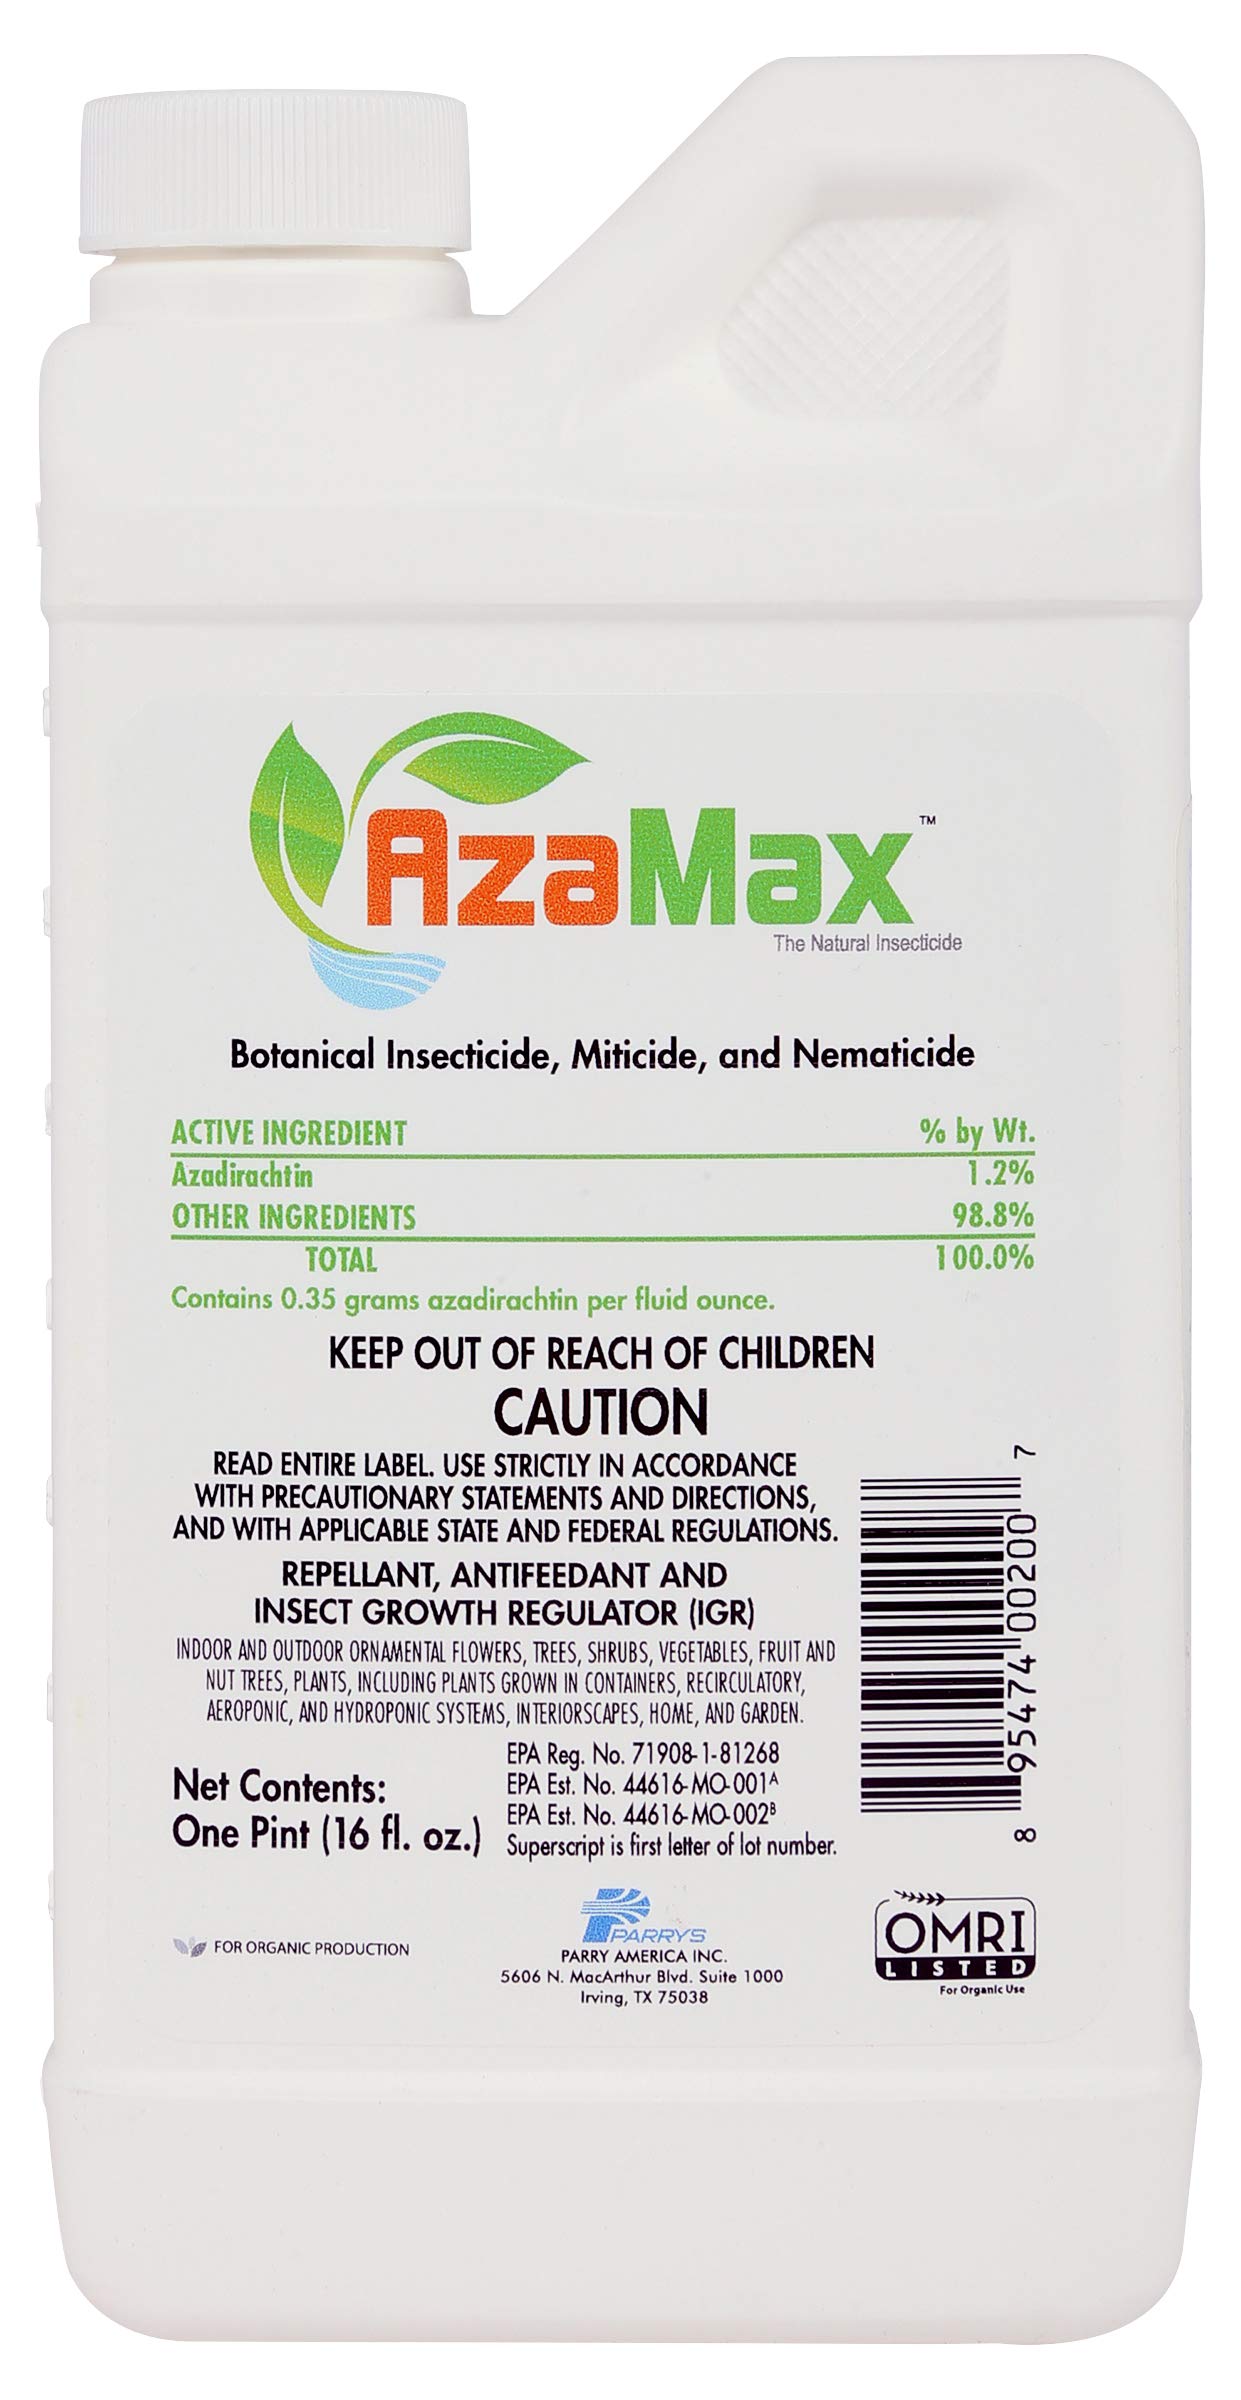 AzaMax™
The Natural Insecticide
Botanical Insecticide, Miticide, and Nematicide
ACTIVE INGREDIENT % by Wt.
Azadirachtin 1.2%
OTHER INGREDIENTS 98.8%
TOTAL 100.0%
Contains 0.35 grams azadirachtin per fluid ounce.
KEEP OUT OF REACH OF CHILDREN
CAUTION
READ ENTIRE LABEL. USE STRICTLY IN ACCORDANCE
WITH PRECAUTIONARY STATEMENTS AND DIRECTIONS,
AND WITH APPLICABLE STATE AND FEDERAL REGULATIONS.
REPELLANT, ANTIFEEDANT AND
INSECT GROWTH REGULATOR (IGR)
INDOOR AND OUTDOOR ORNAMENTAL FLOWERS, TREES, SHRUBS, VEGETABLES, FRUIT AND
NUT TREES, PLANTS, INCLUDING PLANTS GROWN IN CONTAINERS, RECIRCULATORY,
AEROPONIC, AND HYDROPONIC SYSTEMS, INTERIORSCAPES, HOME, AND GARDEN.
8 95474 00200 7
Net Contents:
One Pint (16 fl. oz.)
EPA Reg. No. 71908-1-81268
EPA Est. No. 44616-MO-001ᴬ
EPA Est. No. 44616-MO-002ᴮ
Superscript is first letter of lot number.
FOR ORGANIC PRODUCTION
PARRYS
PARRY AMERICA INC.
5606 N. MacArthur Blvd. Suite 1000
Irving, TX 75038
OMRI
LISTED
For Organic Use